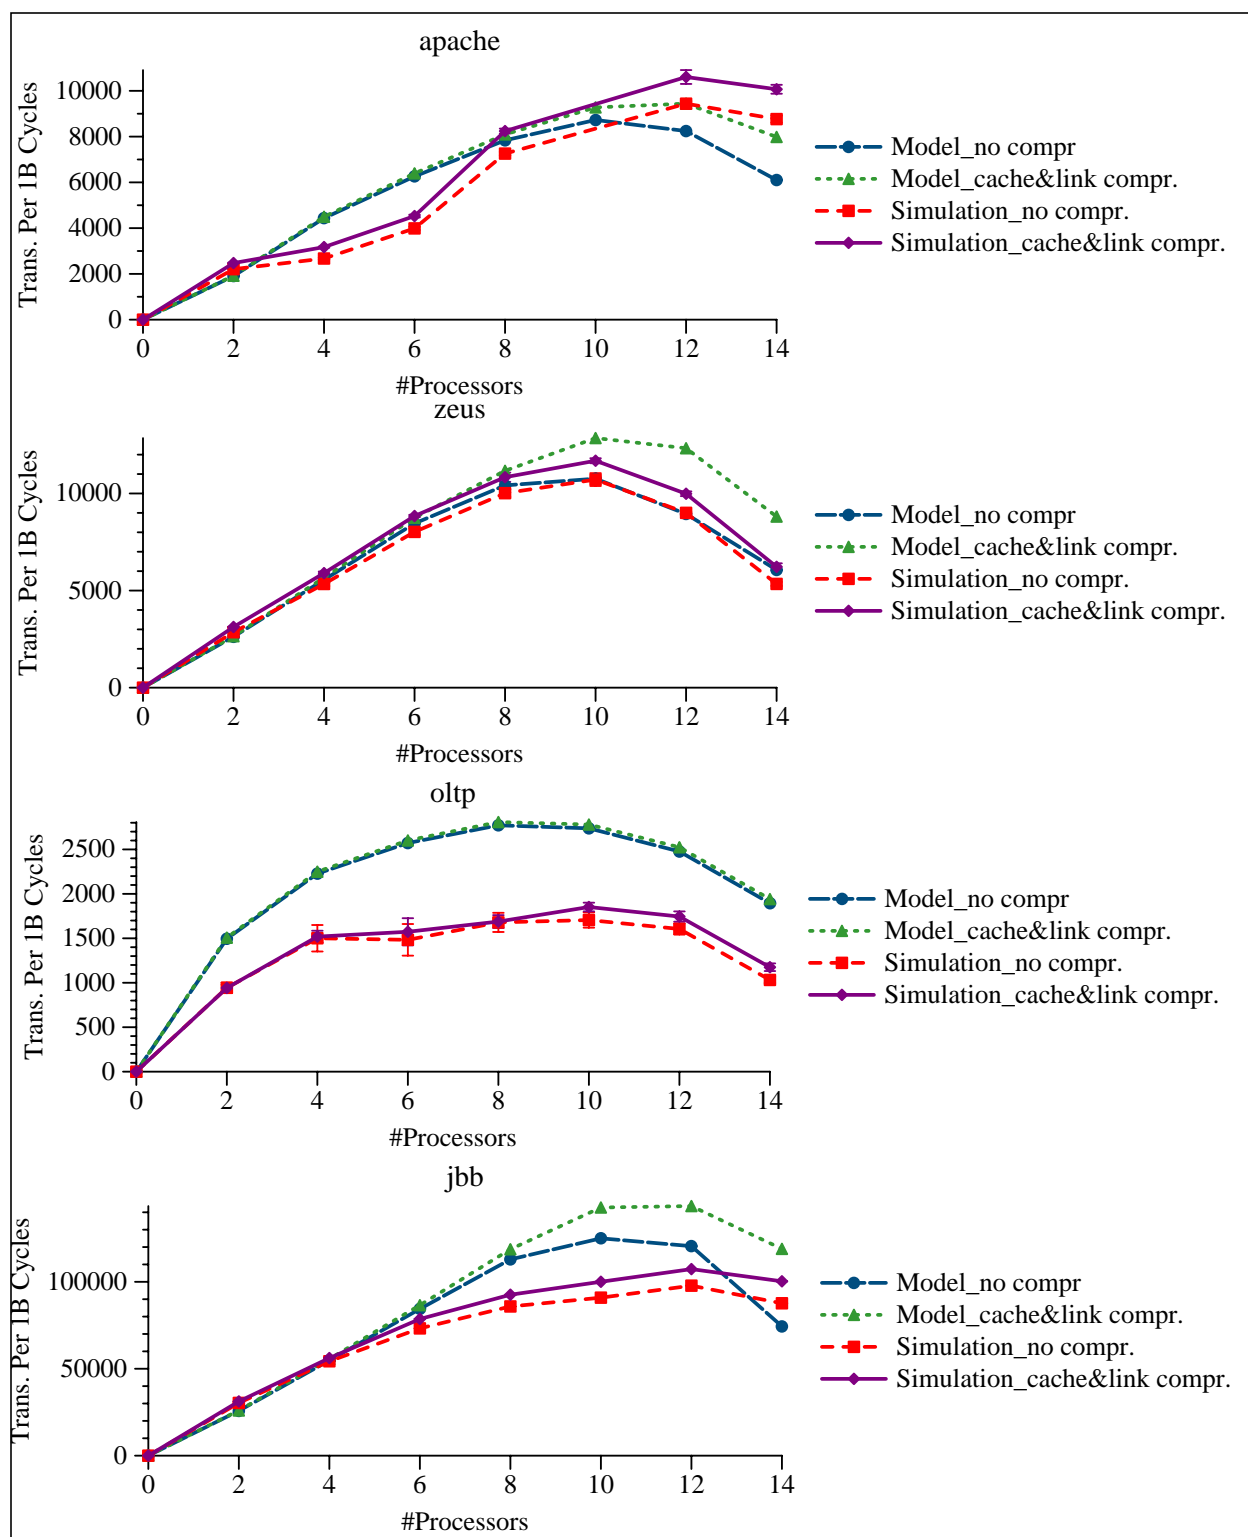 apache
Trans. Per 1B Cycles
10000
8000
6000
4000
2000
0
0 2 4 6 8 10 12 14
#Processors
Model_no compr
Model_cache&link compr.
Simulation_no compr.
Simulation_cache&link compr.
zeus
Trans. Per 1B Cycles
10000
5000
0
0 2 4 6 8 10 12 14
#Processors
Model_no compr
Model_cache&link compr.
Simulation_no compr.
Simulation_cache&link compr.
oltp
Trans. Per 1B Cycles
2500
2000
1500
1000
500
0
0 2 4 6 8 10 12 14
#Processors
Model_no compr
Model_cache&link compr.
Simulation_no compr.
Simulation_cache&link compr.
jbb
Trans. Per 1B Cycles
100000
50000
0
0 2 4 6 8 10 12 14
#Processors
Model_no compr
Model_cache&link compr.
Simulation_no compr.
Simulation_cache&link compr.